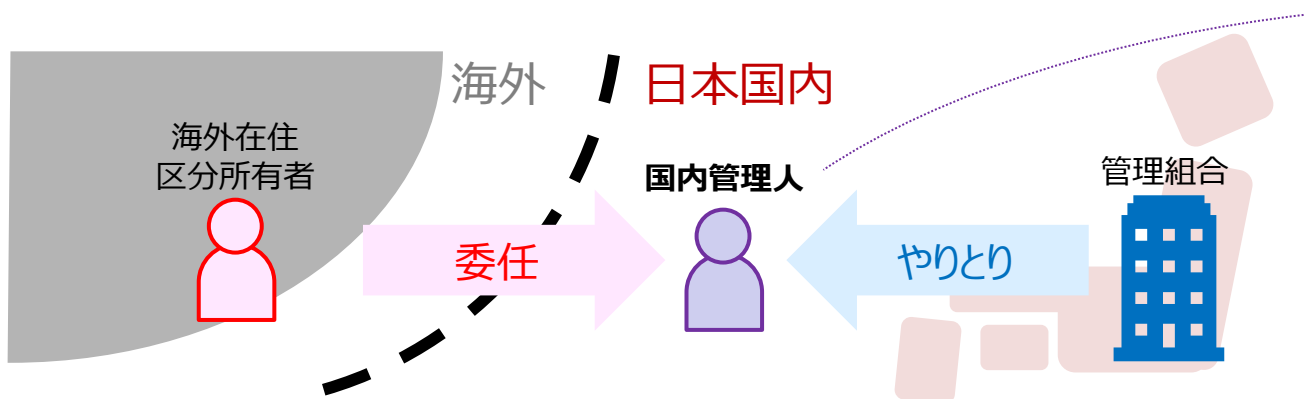 海外
日本国内
海外在住
区分所有者
国内管理人
管理組合
委任
やりとり